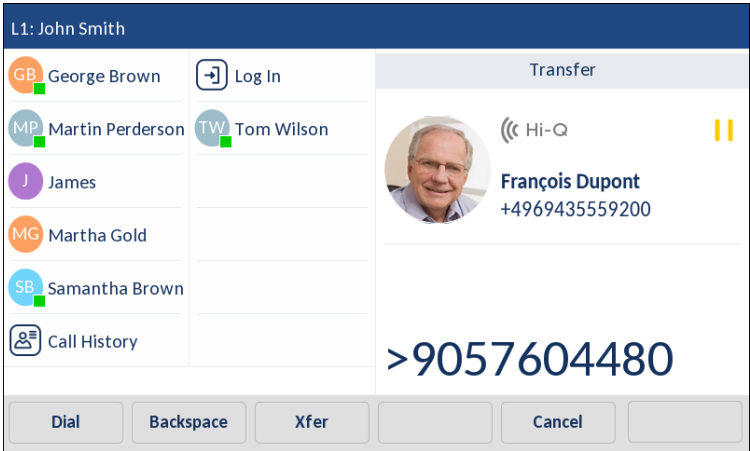 L1: John Smith
GB George Brown
MP Martin Perderson
J James
MG Martha Gold
SB Samantha Brown
Call History
Log In
TW Tom Wilson
Transfer
Hi-Q
François Dupont
+4969435559200
>9057604480
Dial Backspace Xfer Cancel